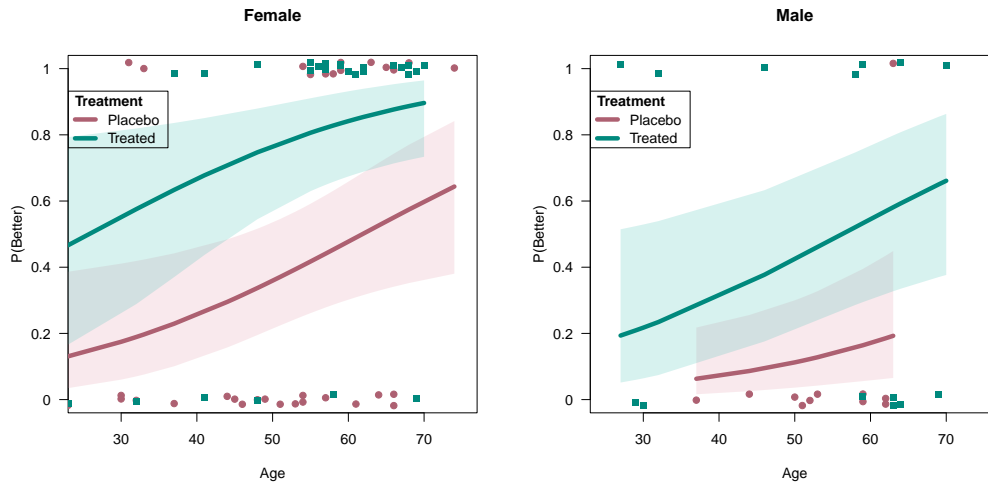 Female
1
0.8
0.6
0.4
0.2
0
P(Better)
Treatment
Placebo
Treated
30 40 50 60 70
Age
Male
1
0.8
0.6
0.4
0.2
0
P(Better)
Treatment
Placebo
Treated
30 40 50 60 70
Age